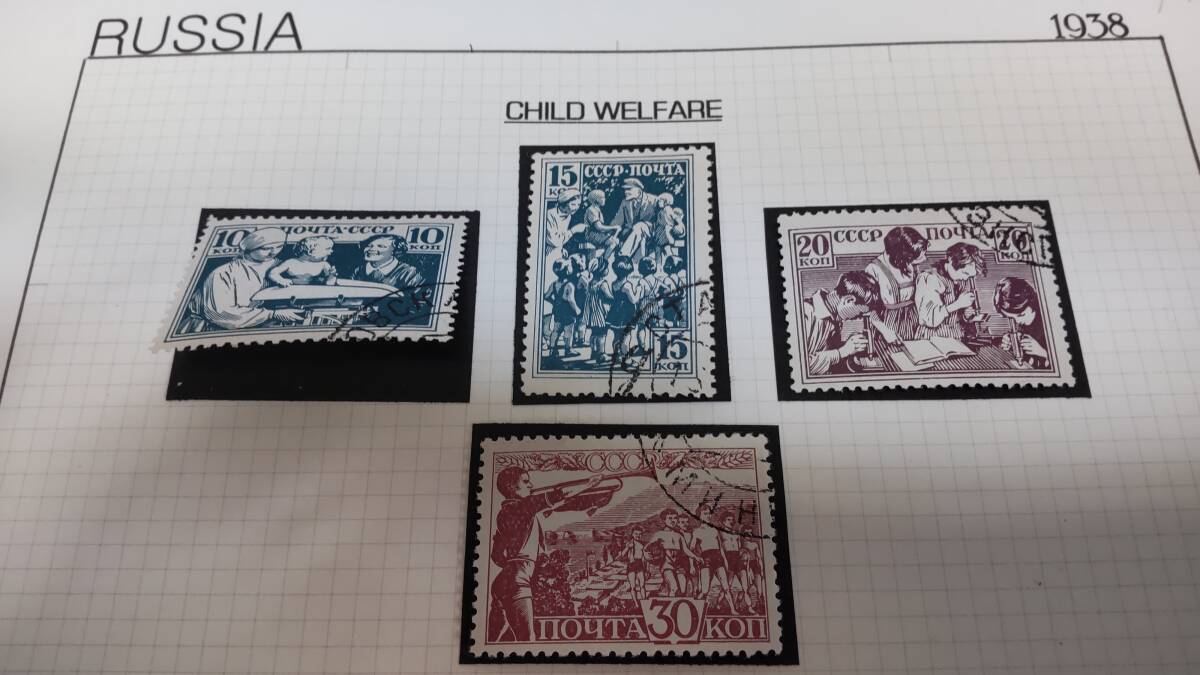 RUSSIA
1938
CHILD WELFARE
10 ПОЧТА·СССР 10
КОП КОП
15 СССР·ПОЧТА
КОП
15
КОП
20 СССР ПОЧТА 20
КОП
СССР
ПОЧТА 30 КОП